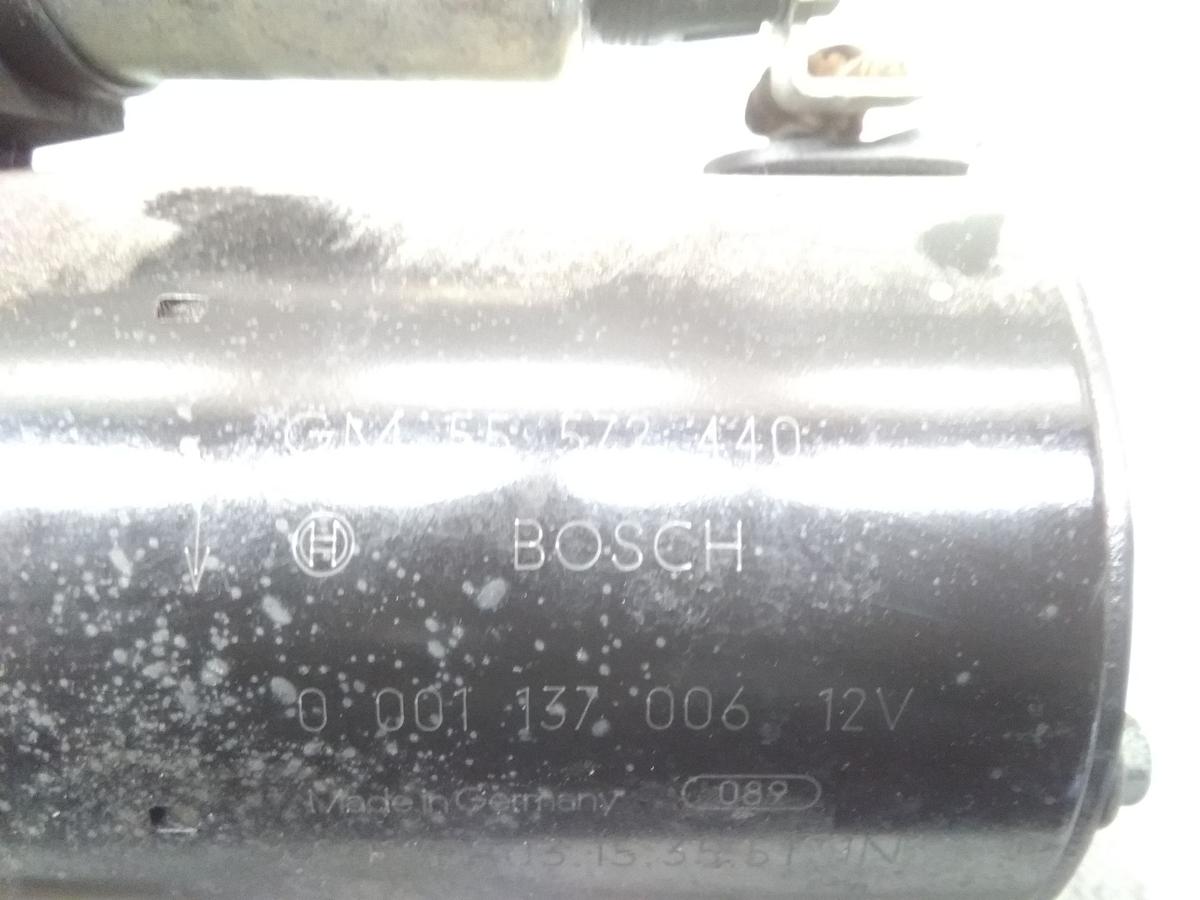 GM 55 572 440
BOSCH
0 001 137 006 12V
Made in Germany 089